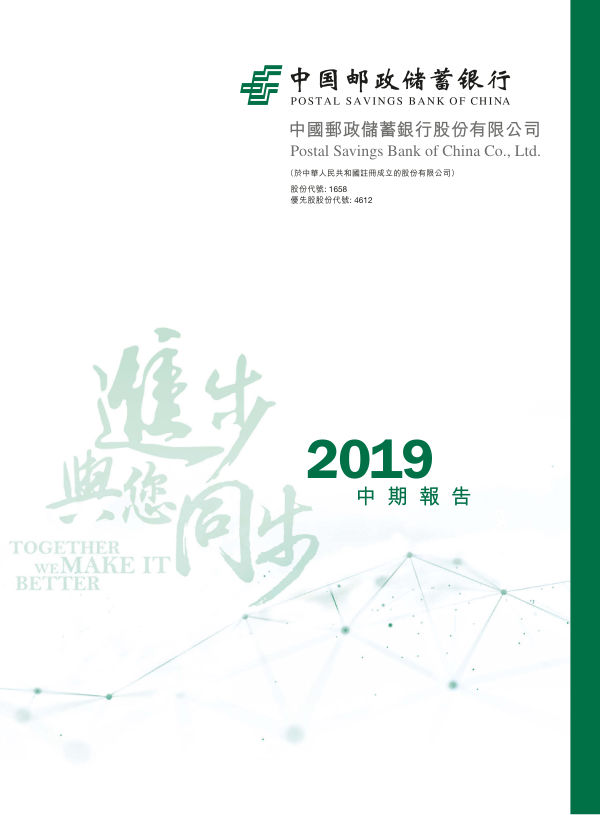 中国邮政储蓄银行
POSTAL SAVINGS BANK OF CHINA
中國郵政儲蓄銀行股份有限公司
Postal Savings Bank of China Co., Ltd.
(於中華人民共和國註冊成立的股份有限公司)
股份代號: 1658
優先股股份代號: 4612
進步
與您
同步
TOGETHER
WE MAKE IT
BETTER
2019
中期報告